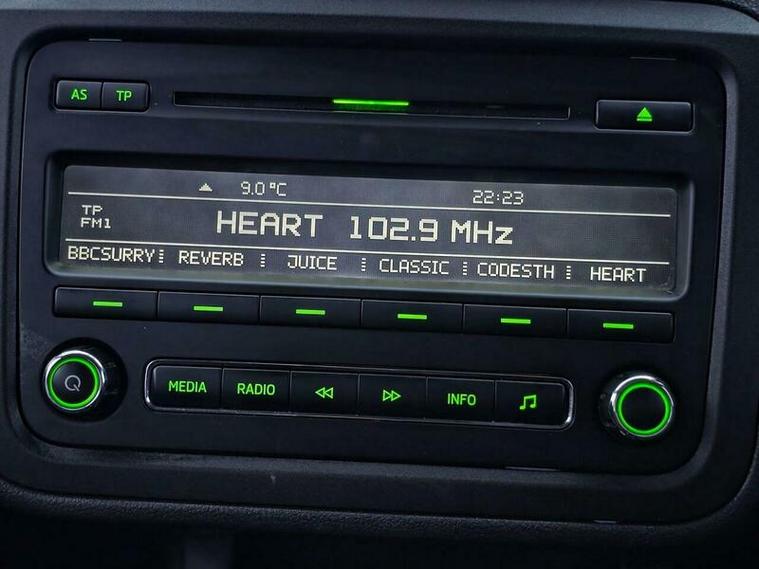 AS TP
9.0 °C 22:23
TP
FM1
HEART 102.9 MHz
BBCSURRY REVERB JUICE CLASSIC CODESTH HEART
MEDIA RADIO INFO